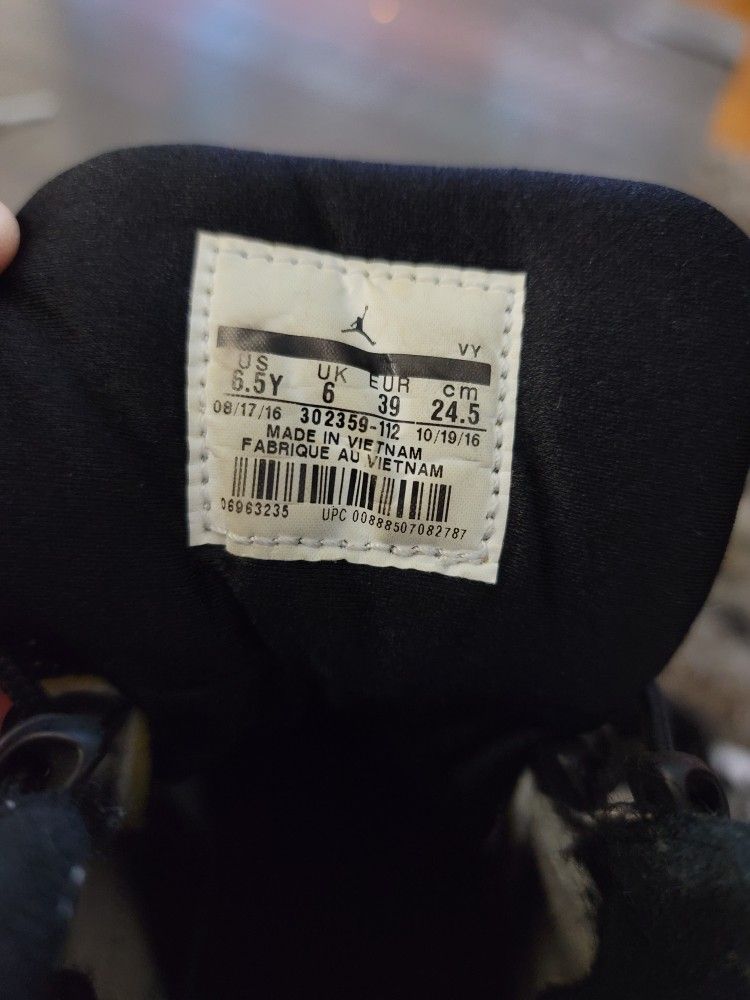 VY
US UK EUR cm
6.5Y 6 39 24.5
08/17/16 302359-112 10/19/16
MADE IN VIETNAM
FABRIQUE AU VIETNAM
06963235 UPC 00888507082787